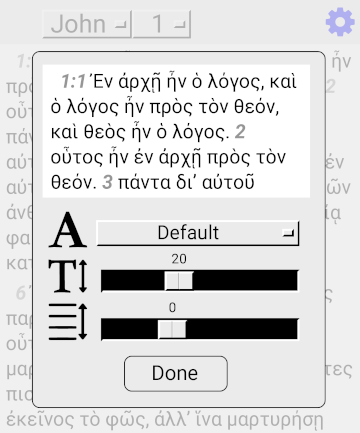 John 1
1:1 Ἐν ἀρχῇ ἦν ὁ λόγος, καὶ
ὁ λόγος ἦν πρὸς τὸν θεόν,
καὶ θεὸς ἦν ὁ λόγος. 2
οὗτος ἦν ἐν ἀρχῇ πρὸς τὸν
θεόν. 3 πάντα δι’ αὐτοῦ
A Default
T 20
0
Done
ἐκεῖνος τὸ φῶς, ἀλλ’ ἵνα μαρτυρήσῃ